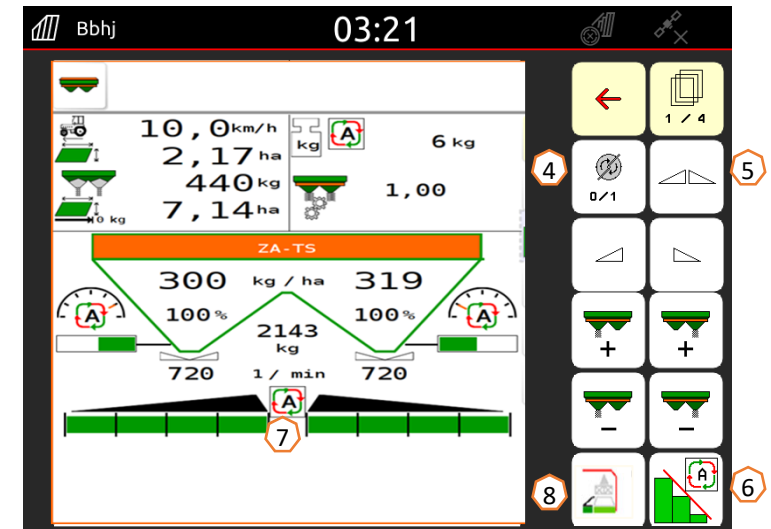 Bbhj 03:21
1 / 4
10,0km/h
2,17ha
440kg
7,14ha
0 kg
kg A 6 kg
1,00
4 0/1 5
ZA-TS
300 kg / ha 319
A 100% 100% A
2143
kg
720 1 / min 720
+ +
A
7
- -
8 A 6